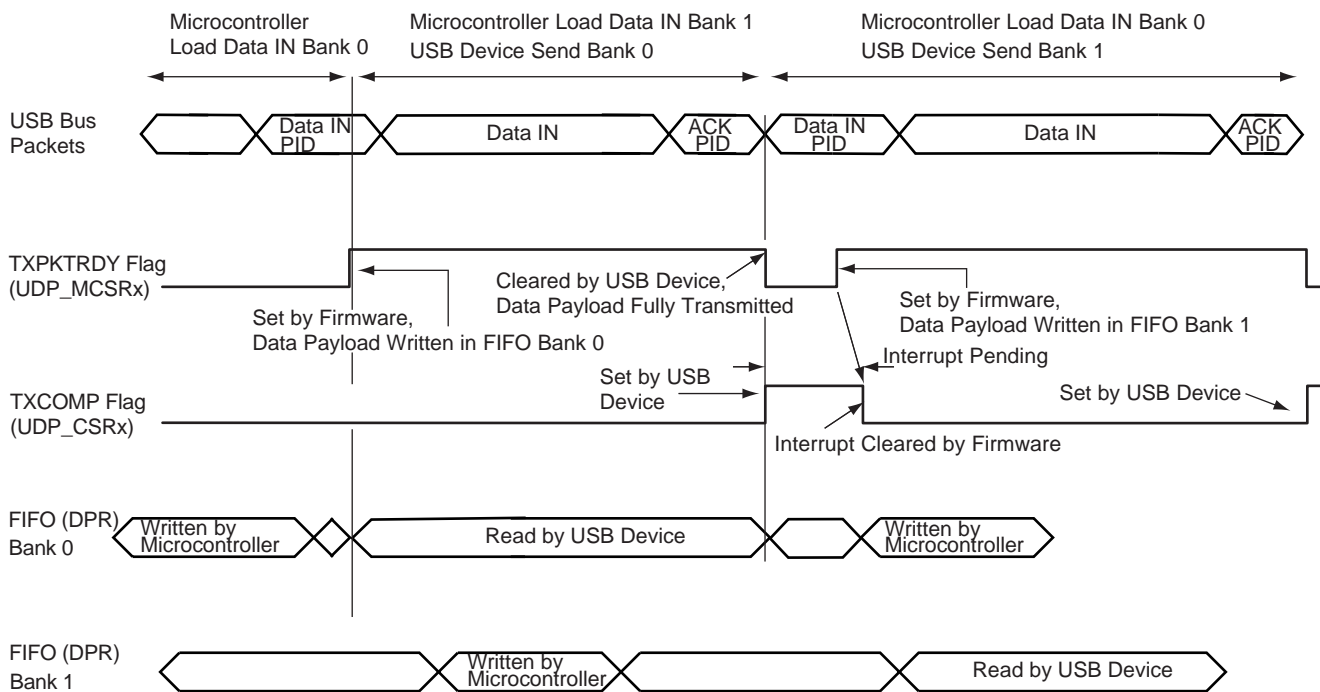 Microcontroller
Load Data IN Bank 0
Microcontroller Load Data IN Bank 1
USB Device Send Bank 0
Microcontroller Load Data IN Bank 0
USB Device Send Bank 1
USB Bus
Packets
Data IN
PID
Data IN
ACK
PID
Data IN
PID
Data IN
ACK
PID
TXPKTRDY Flag
(UDP_MCSRx)
Set by Firmware,
Data Payload Written in FIFO Bank 0
Cleared by USB Device,
Data Payload Fully Transmitted
Set by Firmware,
Data Payload Written in FIFO Bank 1
Interrupt Pending
TXCOMP Flag
(UDP_CSRx)
Set by USB
Device
Set by USB Device
Interrupt Cleared by Firmware
FIFO (DPR)
Bank 0
Written by
Microcontroller
Read by USB Device
Written by
Microcontroller
FIFO (DPR)
Bank 1
Written by
Microcontroller
Read by USB Device